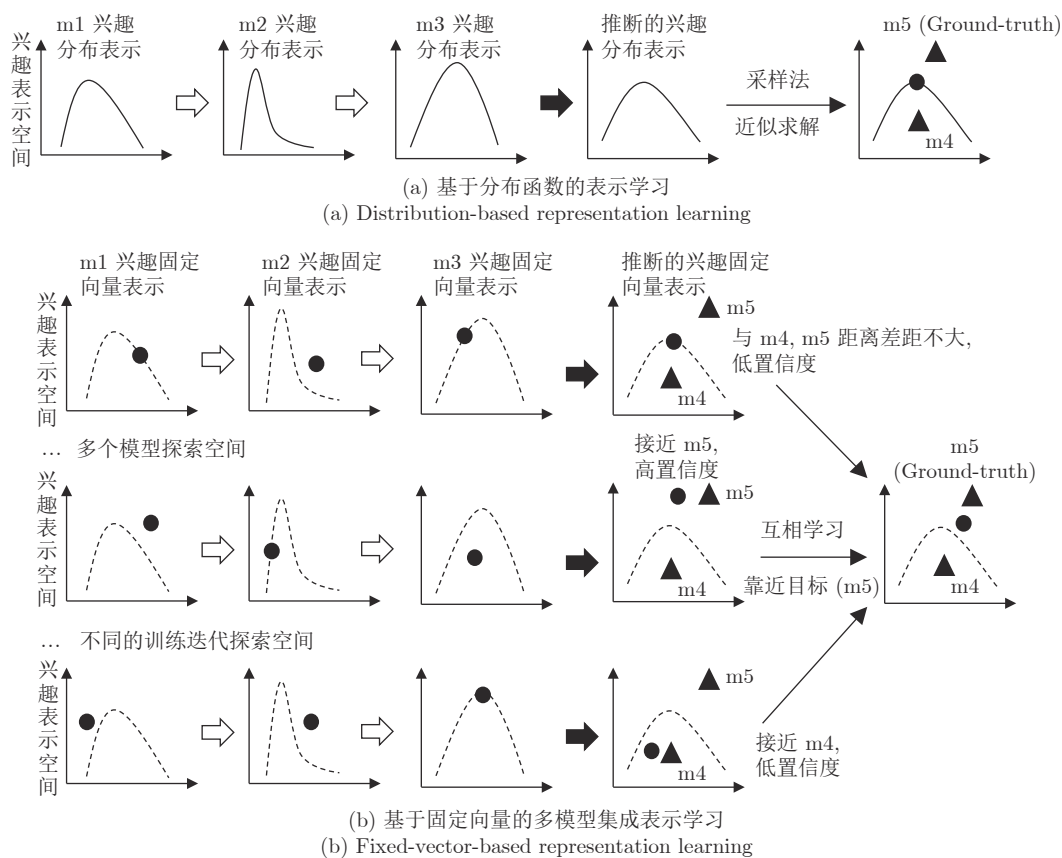 兴趣表示空间
m1 兴趣
分布表示
m2 兴趣
分布表示
m3 兴趣
分布表示
推断的兴趣
分布表示
采样法
近似求解
m5 (Ground-truth)
m4
(a) 基于分布函数的表示学习
(a) Distribution-based representation learning
m1 兴趣固定
向量表示
m2 兴趣固定
向量表示
m3 兴趣固定
向量表示
推断的兴趣固定
向量表示
兴趣表示空间
m5
m4
与 m4, m5 距离差距不大,
低置信度
... 多个模型探索空间
接近 m5,
高置信度
兴趣表示空间
m5
m4
互相学习
靠近目标 (m5)
m5
(Ground-truth)
m4
... 不同的训练迭代探索空间
兴趣表示空间
m5
m4
接近 m4,
低置信度
(b) 基于固定向量的多模型集成表示学习
(b) Fixed-vector-based representation learning